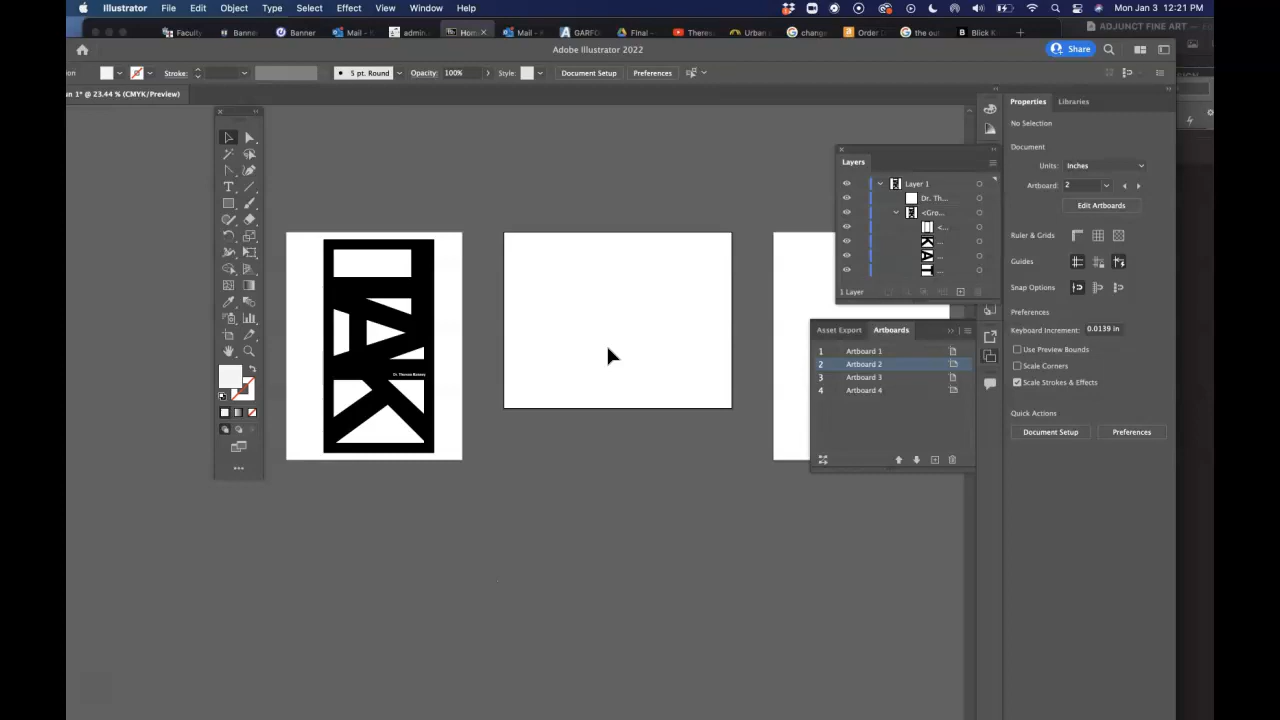 Illustrator File Edit Object Type Select Effect View Window Help Mon Jan 3 12:21 PM
Faculty Banner Banner Mail - admin. Hom Mail - GARFO Final - Theres Urban change Order the out Blick K ADJUNCT FINE ART -
Adobe Illustrator 2022 Share
Stroke: 5 pt. Round Opacity: 100% Style: Document Setup Preferences
@ 23.44 % (CMYK/Preview)
Properties Libraries
No Selection
Document
Units: Inches
Artboard: 2
Edit Artboards
Ruler & Grids
Guides
Snap Options
Preferences
Keyboard Increment: 0.0139 in
Use Preview Bounds
Scale Corners
Scale Strokes & Effects
Quick Actions
Document Setup Preferences
Layers
Layer 1
Dr. Th...
<Gro...
<...
...
...
...
1 Layer
Asset Export Artboards
1 Artboard 1
2 Artboard 2
3 Artboard 3
4 Artboard 4